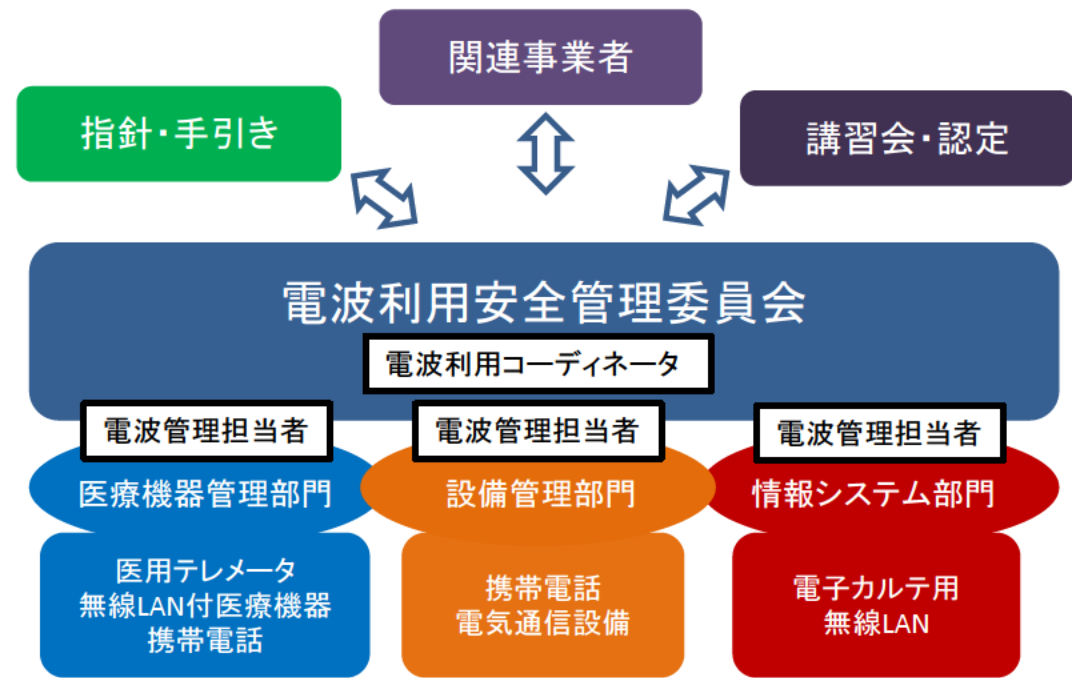 関連事業者
指針・手引き
講習会・認定
電波利用安全管理委員会
電波利用コーディネータ
電波管理担当者
電波管理担当者
電波管理担当者
医療機器管理部門
設備管理部門
情報システム部門
医用テレメータ
無線LAN付医療機器
携帯電話
携帯電話
電気通信設備
電子カルテ用
無線LAN